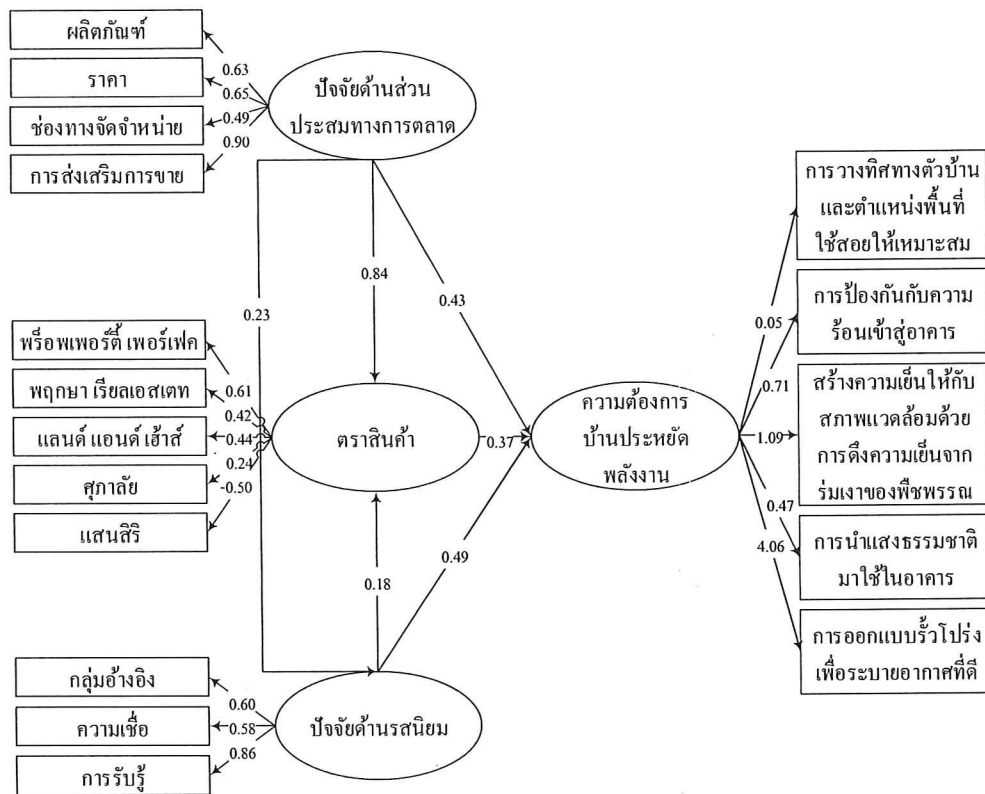 ผลิตภัณฑ์
ราคา
ช่องทางจัดจำหน่าย
การส่งเสริมการขาย
0.63
0.65
0.49
0.90
ปัจจัยด้านส่วน
ประสมทางการตลาด
0.84
0.43
0.23
พร็อพเพอร์ตี้ เพอร์เฟค
พฤกษา เรียลเอสเตท
แลนด์ แอนด์ เฮ้าส์
ศุภาลัย
แสนสิริ
0.61
0.42
0.44
0.24
-0.50
ตราสินค้า
0.37
ความต้องการ
บ้านประหยัด
พลังงาน
0.18
0.49
กลุ่มอ้างอิง
ความเชื่อ
การรับรู้
0.60
0.58
0.86
ปัจจัยด้านรสนิยม
0.05
0.71
1.09
0.47
4.06
การวางทิศทางตัวบ้าน
และตำแหน่งพื้นที่
ใช้สอยให้เหมาะสม
การป้องกันกับความ
ร้อนเข้าสู่อาคาร
สร้างความเย็นให้กับ
สภาพแวดล้อมด้วย
การดึงความเย็นจาก
ร่มเงาของพืชพรรณ
การนำแสงธรรมชาติ
มาใช้ในอาคาร
การออกแบบรั้วโปร่ง
เพื่อระบายอากาศที่ดี